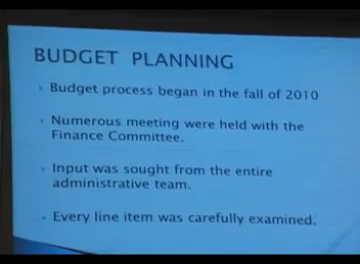 BUDGET PLANNING
Budget process began in the fall of 2010
Numerous meeting were held with the
Finance Committee.
Input was sought from the entire
administrative team.
Every line item was carefully examined.